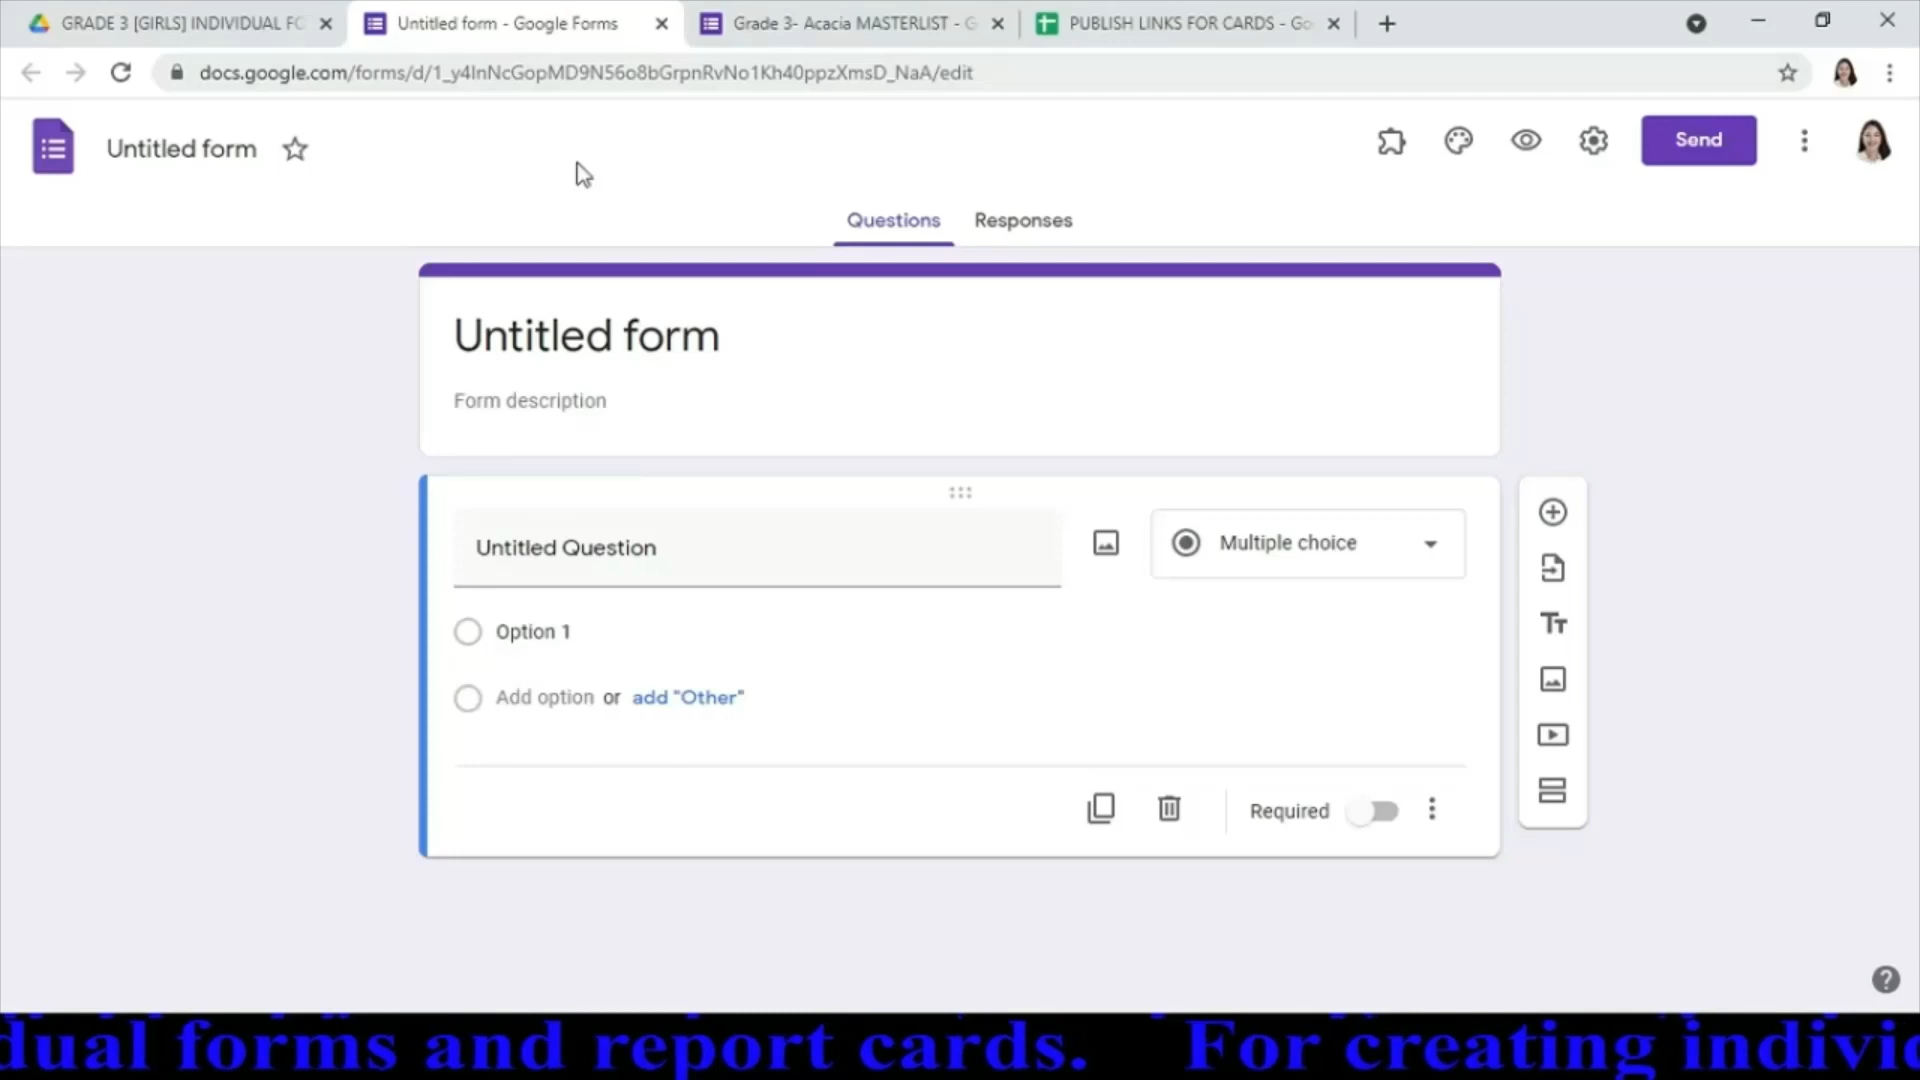 GRADE 3 [GIRLS] INDIVIDUAL FO
Untitled form - Google Forms
Grade 3- Acacia MASTERLIST - G
PUBLISH LINKS FOR CARDS - Go
docs.google.com/forms/d/1_y4lnNcGopMD9N56o8bGrpnRvNo1Kh40ppzXmsD_NaA/edit
Untitled form
Send
Questions Responses
Untitled form
Form description
Untitled Question
Multiple choice
Option 1
Add option or add "Other"
Required
dual forms and report cards. For creating individ